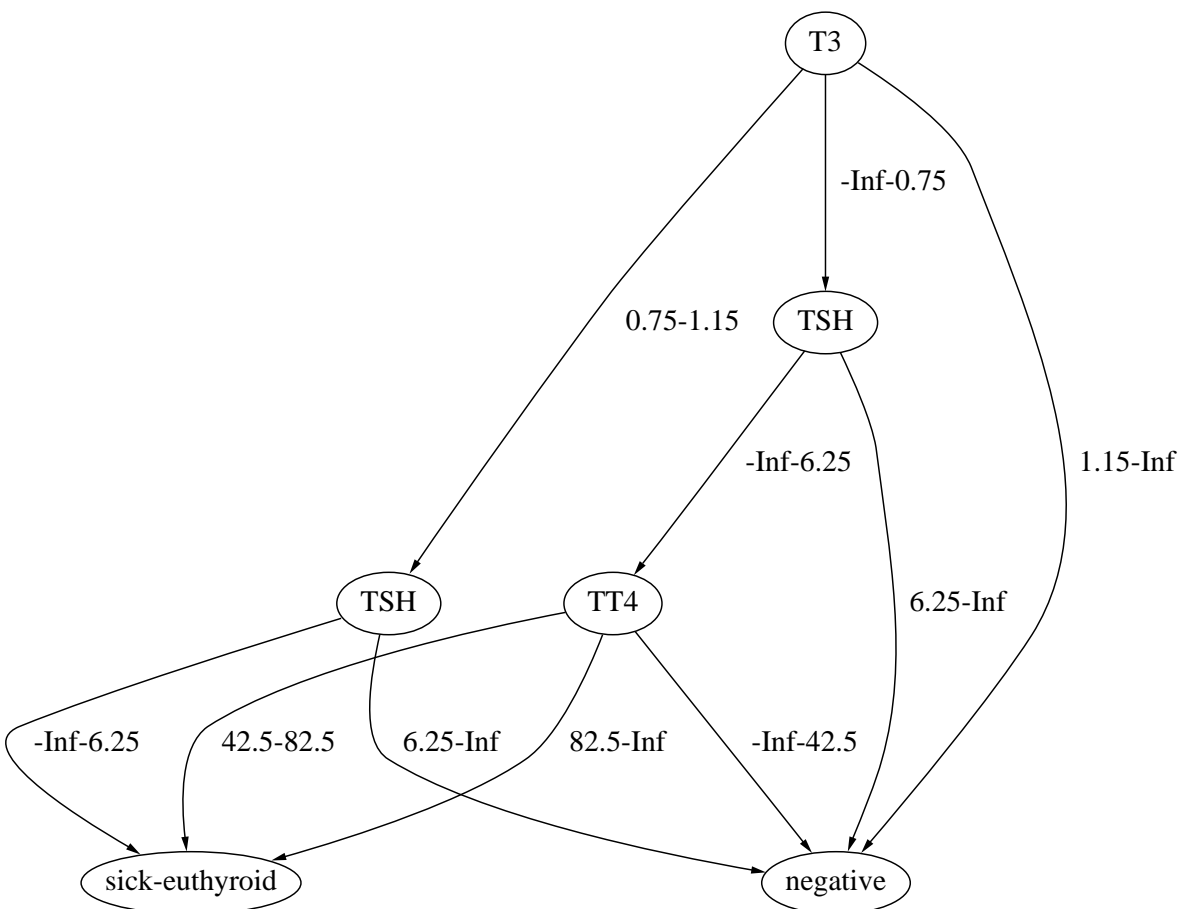 T3
-Inf-0.75
0.75-1.15
TSH
-Inf-6.25
1.15-Inf
TSH
TT4
6.25-Inf
-Inf-6.25
42.5-82.5
6.25-Inf
82.5-Inf
-Inf-42.5
sick-euthyroid
negative